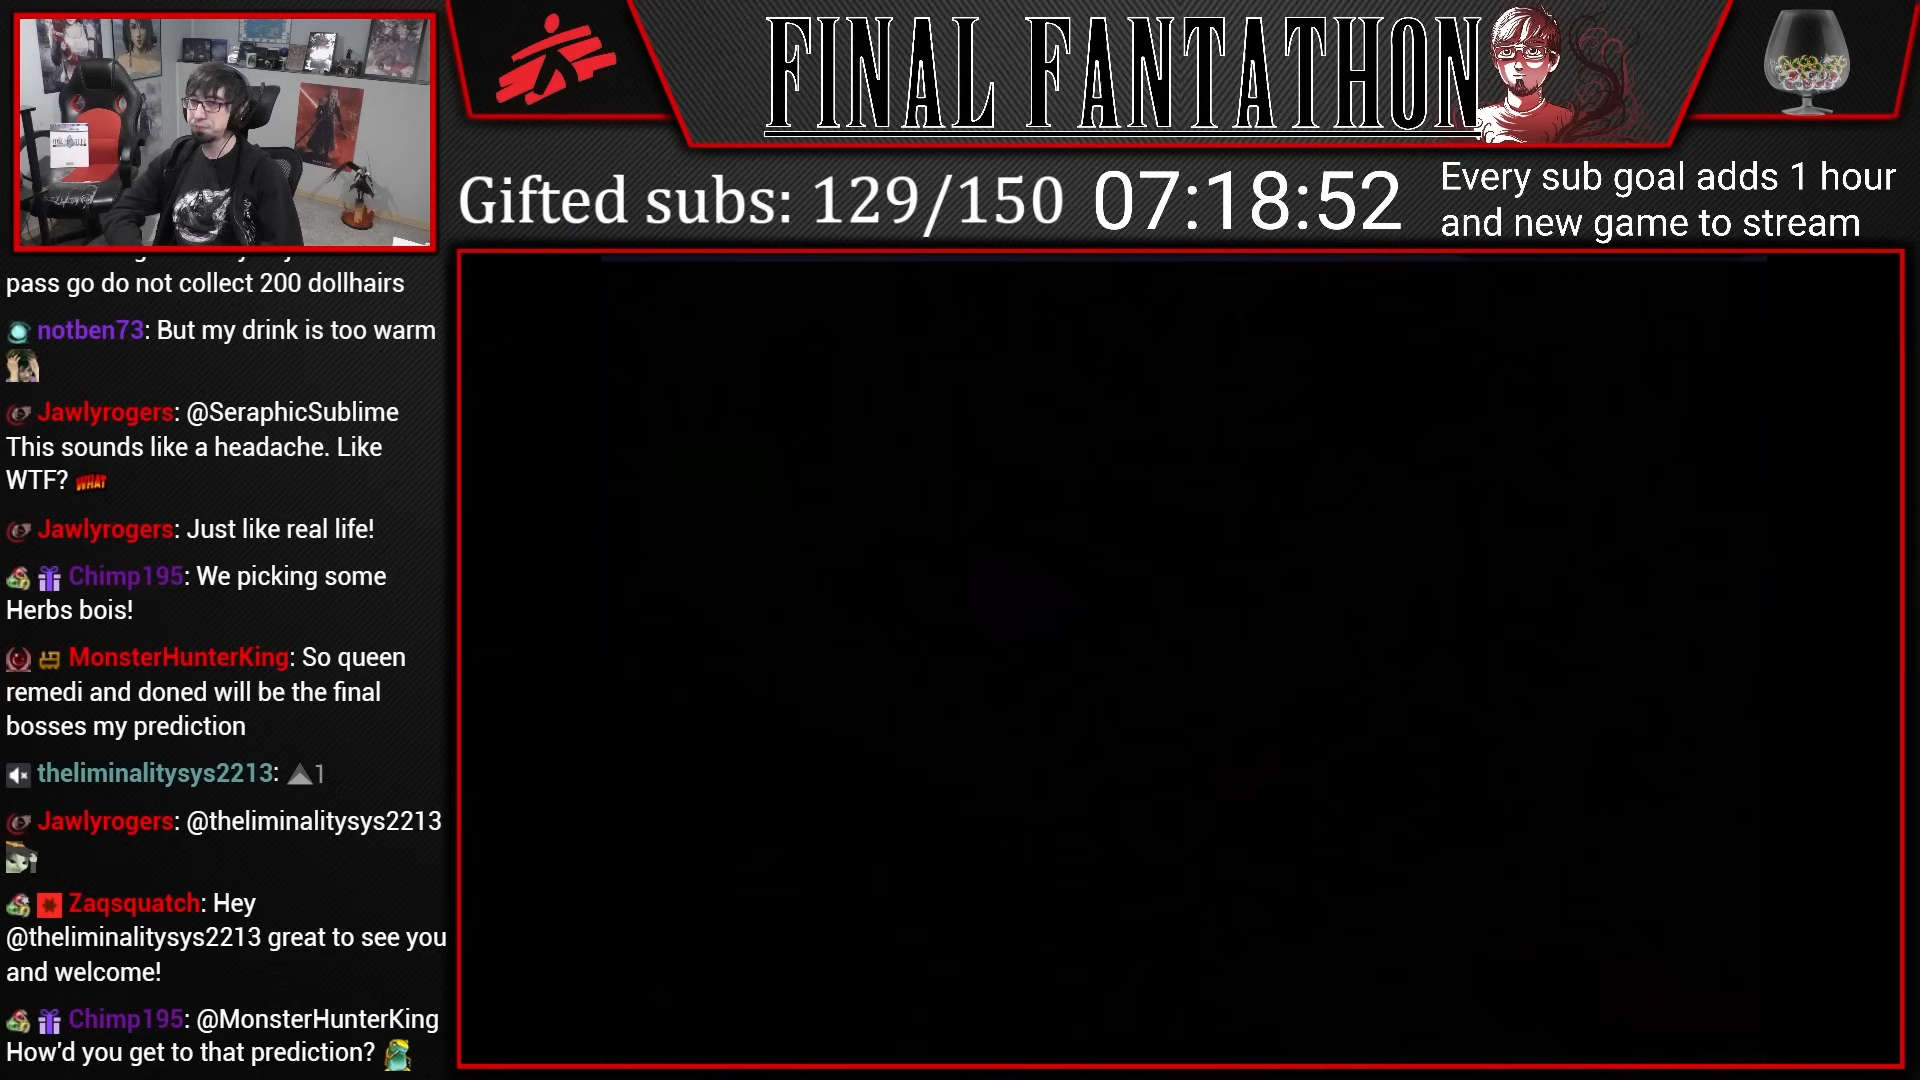 FINAL FANTATHON
Gifted subs: 129/150
07:18:52
Every sub goal adds 1 hour
and new game to stream
pass go do not collect 200 dollhairs
notben73: But my drink is too warm
Jawlyrogers: @SeraphicSublime
This sounds like a headache. Like
WTF? WHAT
Jawlyrogers: Just like real life!
Chimp195: We picking some
Herbs bois!
MonsterHunterKing: So queen
remedi and doned will be the final
bosses my prediction
theliminalitysys2213: 1
Jawlyrogers: @theliminalitysys2213
Zaqsquatch: Hey
@theliminalitysys2213 great to see you
and welcome!
Chimp195: @MonsterHunterKing
How'd you get to that prediction?